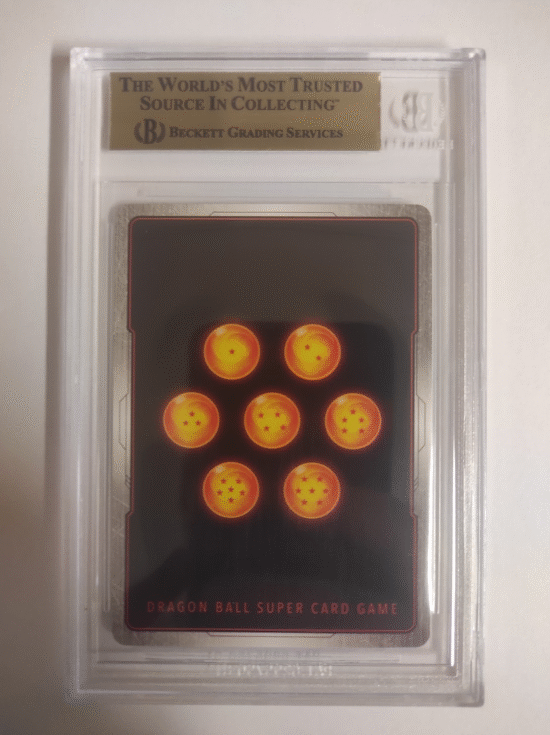 THE WORLD'S MOST TRUSTED
SOURCE IN COLLECTING™
B BECKETT GRADING SERVICES
DRAGON BALL SUPER CARD GAME